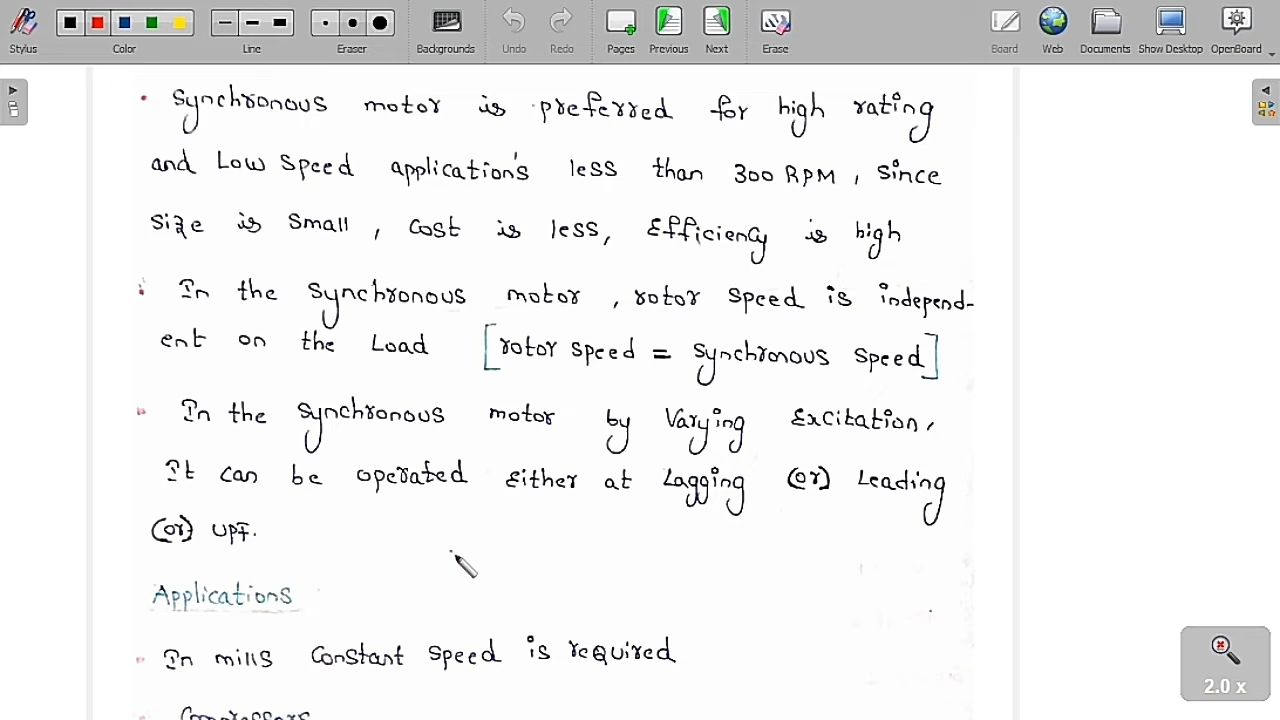 Stylus Color Line Eraser Backgrounds Undo Redo Pages Previous Next Erase Board Web Documents Show Desktop OpenBoard
• Synchronous motor is preferred for high rating
and Low Speed application's less than 300 RPM, since
size is small, cost is less, Efficiency is high
• In the synchronous motor, rotor speed is independ-
ent on the Load [rotor speed = synchronous speed]
• In the synchronous motor by varying Excitation,
It can be operated Either at Lagging (or) Leading
(or) UPF.
Applications
• In mills constant speed is required
2.0 x